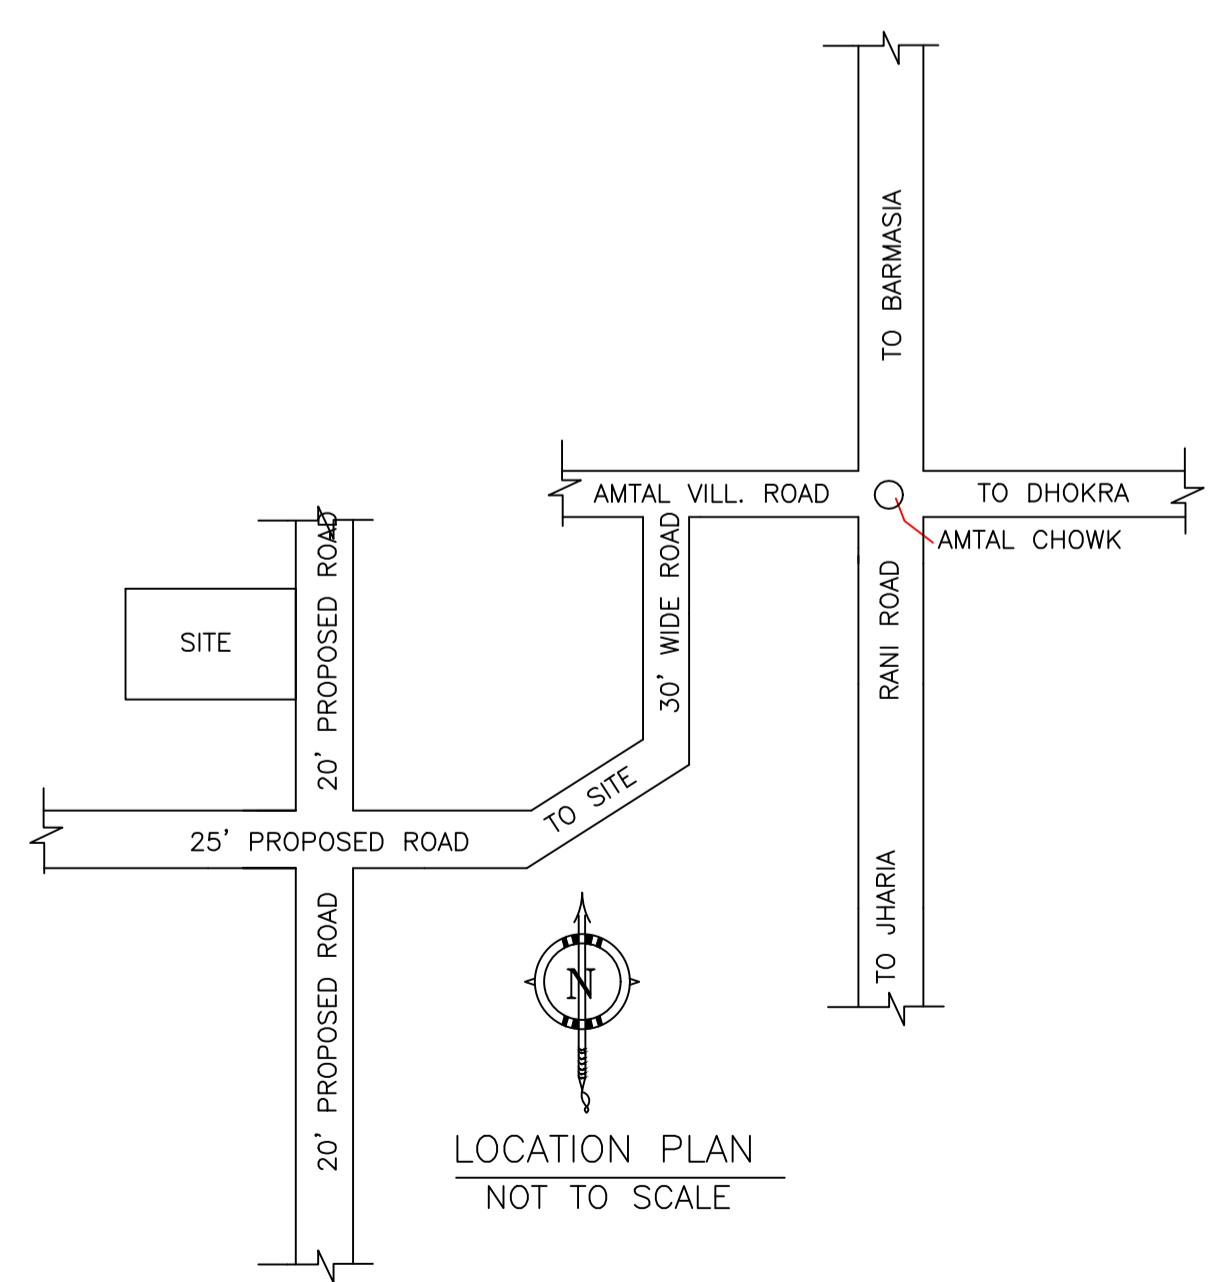 TO BARMASIA
AMTAL VILL. ROAD
TO DHOKRA
AMTAL CHOWK
20' PROPOSED ROAD
30' WIDE ROAD
RANI ROAD
SITE
TO SITE
25' PROPOSED ROAD
TO JHARIA
20' PROPOSED ROAD
N
LOCATION PLAN
NOT TO SCALE